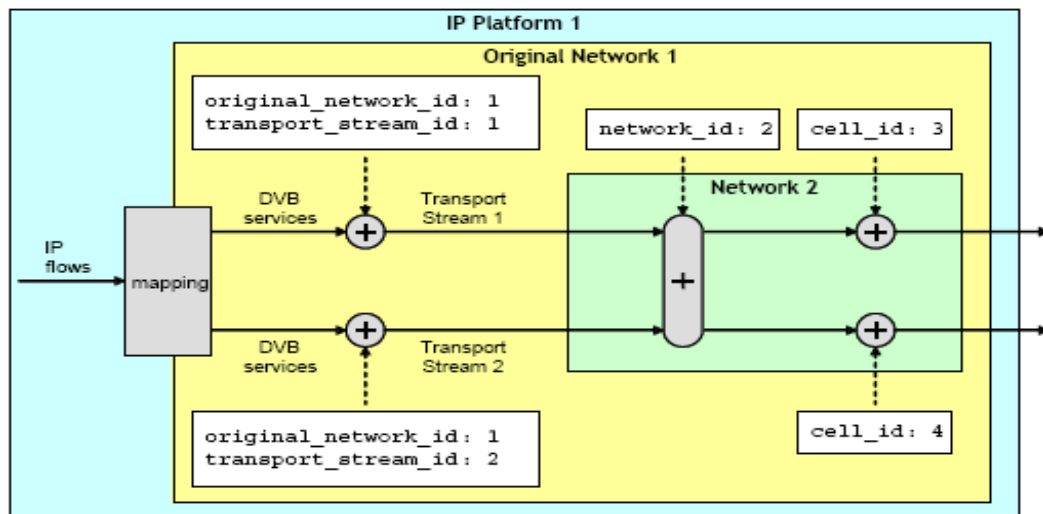 IP Platform 1
Original Network 1
original_network_id: 1
transport_stream_id: 1
network_id: 2
cell_id: 3
Network 2
DVB
services
Transport
Stream 1
IP
flows
mapping
DVB
services
Transport
Stream 2
original_network_id: 1
transport_stream_id: 2
cell_id: 4